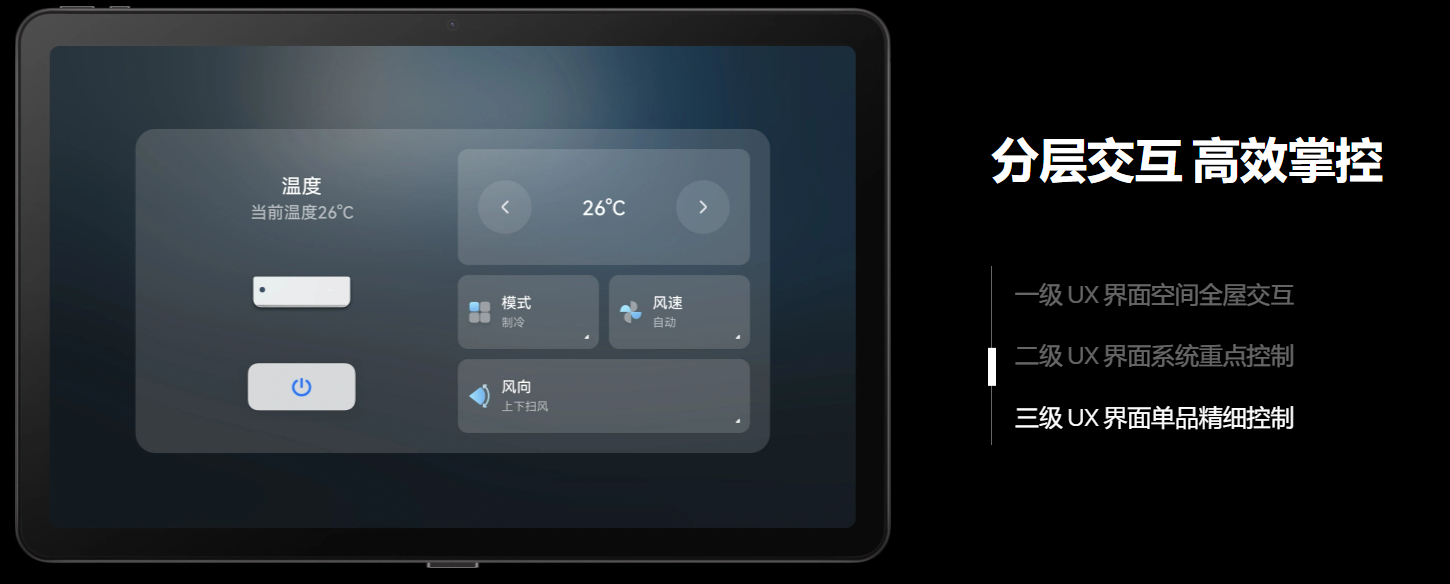 温度
当前温度26°C
26°C
模式
制冷
风速
自动
风向
上下扫风
分层交互 高效掌控
一级 UX 界面空间全屋交互
二级 UX 界面系统重点控制
三级 UX 界面单品精细控制